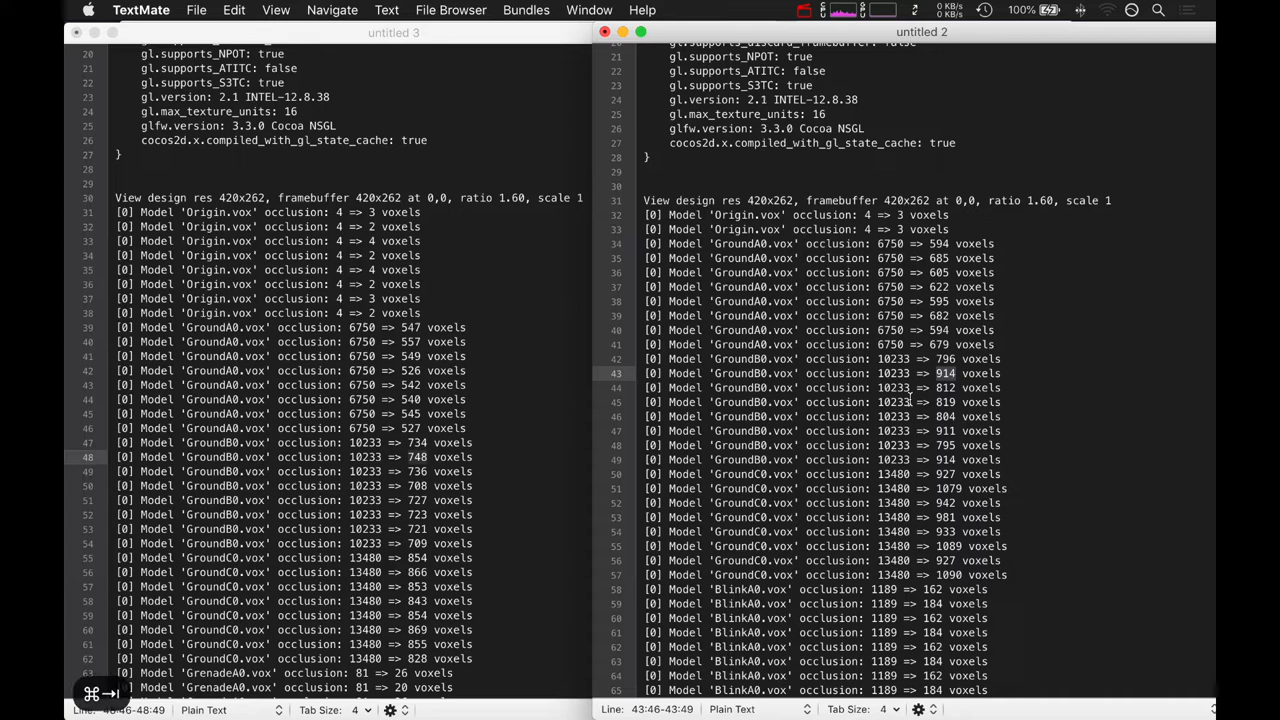 TextMate File Edit View Navigate Text File Browser Bundles Window Help 0 KB/s 0 KB/s 100%
untitled 3
20
21 gl.supports_NPOT: true
22 gl.supports_ATITC: false
gl.supports_S3TC: true
23 gl.version: 2.1 INTEL-12.8.38
24 gl.max_texture_units: 16
25 glfw.version: 3.3.0 Cocoa NSGL
26 cocos2d.x.compiled_with_gl_state_cache: true
27 }
28
29
30 View design res 420x262, framebuffer 420x262 at 0,0, ratio 1.60, scale 1
31 [0] Model 'Origin.vox' occlusion: 4 => 3 voxels
32 [0] Model 'Origin.vox' occlusion: 4 => 2 voxels
33 [0] Model 'Origin.vox' occlusion: 4 => 4 voxels
34 [0] Model 'Origin.vox' occlusion: 4 => 2 voxels
35 [0] Model 'Origin.vox' occlusion: 4 => 4 voxels
36 [0] Model 'Origin.vox' occlusion: 4 => 2 voxels
37 [0] Model 'Origin.vox' occlusion: 4 => 3 voxels
38 [0] Model 'Origin.vox' occlusion: 4 => 2 voxels
39 [0] Model 'GroundA0.vox' occlusion: 6750 => 547 voxels
40 [0] Model 'GroundA0.vox' occlusion: 6750 => 557 voxels
41 [0] Model 'GroundA0.vox' occlusion: 6750 => 549 voxels
42 [0] Model 'GroundA0.vox' occlusion: 6750 => 526 voxels
43 [0] Model 'GroundA0.vox' occlusion: 6750 => 542 voxels
44 [0] Model 'GroundA0.vox' occlusion: 6750 => 540 voxels
45 [0] Model 'GroundA0.vox' occlusion: 6750 => 545 voxels
46 [0] Model 'GroundA0.vox' occlusion: 6750 => 527 voxels
47 [0] Model 'GroundB0.vox' occlusion: 10233 => 734 voxels
48 [0] Model 'GroundB0.vox' occlusion: 10233 => 748 voxels
49 [0] Model 'GroundB0.vox' occlusion: 10233 => 736 voxels
50 [0] Model 'GroundB0.vox' occlusion: 10233 => 708 voxels
51 [0] Model 'GroundB0.vox' occlusion: 10233 => 727 voxels
52 [0] Model 'GroundB0.vox' occlusion: 10233 => 723 voxels
53 [0] Model 'GroundB0.vox' occlusion: 10233 => 721 voxels
54 [0] Model 'GroundB0.vox' occlusion: 10233 => 709 voxels
55 [0] Model 'GroundC0.vox' occlusion: 13480 => 854 voxels
56 [0] Model 'GroundC0.vox' occlusion: 13480 => 866 voxels
57 [0] Model 'GroundC0.vox' occlusion: 13480 => 853 voxels
58 [0] Model 'GroundC0.vox' occlusion: 13480 => 843 voxels
59 [0] Model 'GroundC0.vox' occlusion: 13480 => 854 voxels
60 [0] Model 'GroundC0.vox' occlusion: 13480 => 869 voxels
61 [0] Model 'GroundC0.vox' occlusion: 13480 => 855 voxels
62 [0] Model 'GroundC0.vox' occlusion: 13480 => 828 voxels
63 [0] Model 'GrenadeA0.vox' occlusion: 81 => 26 voxels
[0] Model 'GrenadeA0.vox' occlusion: 81 => 20 voxels
Line: 48:46-48:49 Plain Text Tab Size: 4
untitled 2
20 gl.supports_discard_framebuffer: false
21 gl.supports_NPOT: true
22 gl.supports_ATITC: false
23 gl.supports_S3TC: true
24 gl.version: 2.1 INTEL-12.8.38
25 gl.max_texture_units: 16
26 glfw.version: 3.3.0 Cocoa NSGL
27 cocos2d.x.compiled_with_gl_state_cache: true
28 }
29
30
31 View design res 420x262, framebuffer 420x262 at 0,0, ratio 1.60, scale 1
32 [0] Model 'Origin.vox' occlusion: 4 => 3 voxels
33 [0] Model 'Origin.vox' occlusion: 4 => 3 voxels
34 [0] Model 'GroundA0.vox' occlusion: 6750 => 594 voxels
35 [0] Model 'GroundA0.vox' occlusion: 6750 => 685 voxels
36 [0] Model 'GroundA0.vox' occlusion: 6750 => 605 voxels
37 [0] Model 'GroundA0.vox' occlusion: 6750 => 622 voxels
38 [0] Model 'GroundA0.vox' occlusion: 6750 => 595 voxels
39 [0] Model 'GroundA0.vox' occlusion: 6750 => 682 voxels
40 [0] Model 'GroundA0.vox' occlusion: 6750 => 594 voxels
41 [0] Model 'GroundA0.vox' occlusion: 6750 => 679 voxels
42 [0] Model 'GroundB0.vox' occlusion: 10233 => 796 voxels
43 [0] Model 'GroundB0.vox' occlusion: 10233 => 914 voxels
44 [0] Model 'GroundB0.vox' occlusion: 10233 => 812 voxels
45 [0] Model 'GroundB0.vox' occlusion: 10233 => 819 voxels
46 [0] Model 'GroundB0.vox' occlusion: 10233 => 804 voxels
47 [0] Model 'GroundB0.vox' occlusion: 10233 => 911 voxels
48 [0] Model 'GroundB0.vox' occlusion: 10233 => 795 voxels
49 [0] Model 'GroundB0.vox' occlusion: 10233 => 914 voxels
50 [0] Model 'GroundC0.vox' occlusion: 13480 => 927 voxels
51 [0] Model 'GroundC0.vox' occlusion: 13480 => 1079 voxels
52 [0] Model 'GroundC0.vox' occlusion: 13480 => 942 voxels
53 [0] Model 'GroundC0.vox' occlusion: 13480 => 981 voxels
54 [0] Model 'GroundC0.vox' occlusion: 13480 => 933 voxels
55 [0] Model 'GroundC0.vox' occlusion: 13480 => 1089 voxels
56 [0] Model 'GroundC0.vox' occlusion: 13480 => 927 voxels
57 [0] Model 'GroundC0.vox' occlusion: 13480 => 1090 voxels
58 [0] Model 'BlinkA0.vox' occlusion: 1189 => 162 voxels
59 [0] Model 'BlinkA0.vox' occlusion: 1189 => 184 voxels
60 [0] Model 'BlinkA0.vox' occlusion: 1189 => 162 voxels
61 [0] Model 'BlinkA0.vox' occlusion: 1189 => 184 voxels
62 [0] Model 'BlinkA0.vox' occlusion: 1189 => 162 voxels
63 [0] Model 'BlinkA0.vox' occlusion: 1189 => 184 voxels
64 [0] Model 'BlinkA0.vox' occlusion: 1189 => 162 voxels
65 [0] Model 'BlinkA0.vox' occlusion: 1189 => 184 voxels
Line: 43:46-43:49 Plain Text Tab Size: 4
⌘⇥